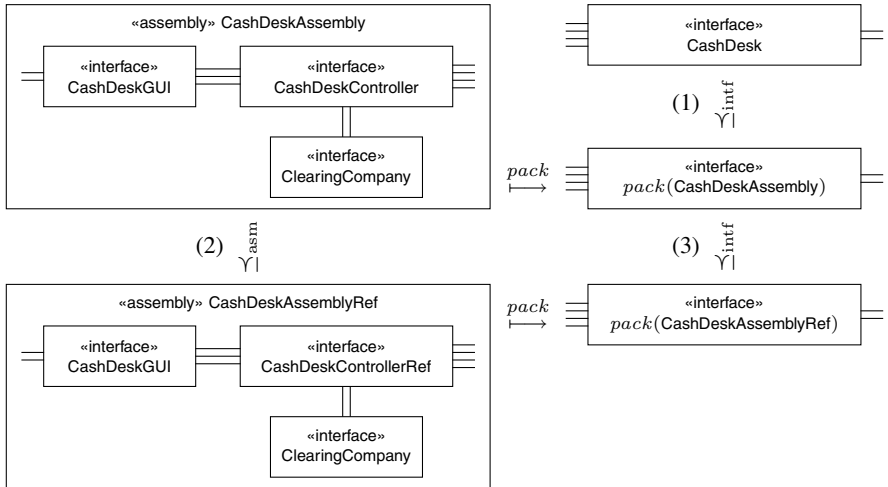 «assembly» CashDeskAssembly
«interface»
CashDeskGUI
«interface»
CashDeskController
«interface»
ClearingCompany
«interface»
CashDesk
(1) ≽intf
pack
⟼
«interface»
pack(CashDeskAssembly)
(2) ≽asm
(3) ≽intf
«assembly» CashDeskAssemblyRef
«interface»
CashDeskGUI
«interface»
CashDeskControllerRef
«interface»
ClearingCompany
pack
⟼
«interface»
pack(CashDeskAssemblyRef)